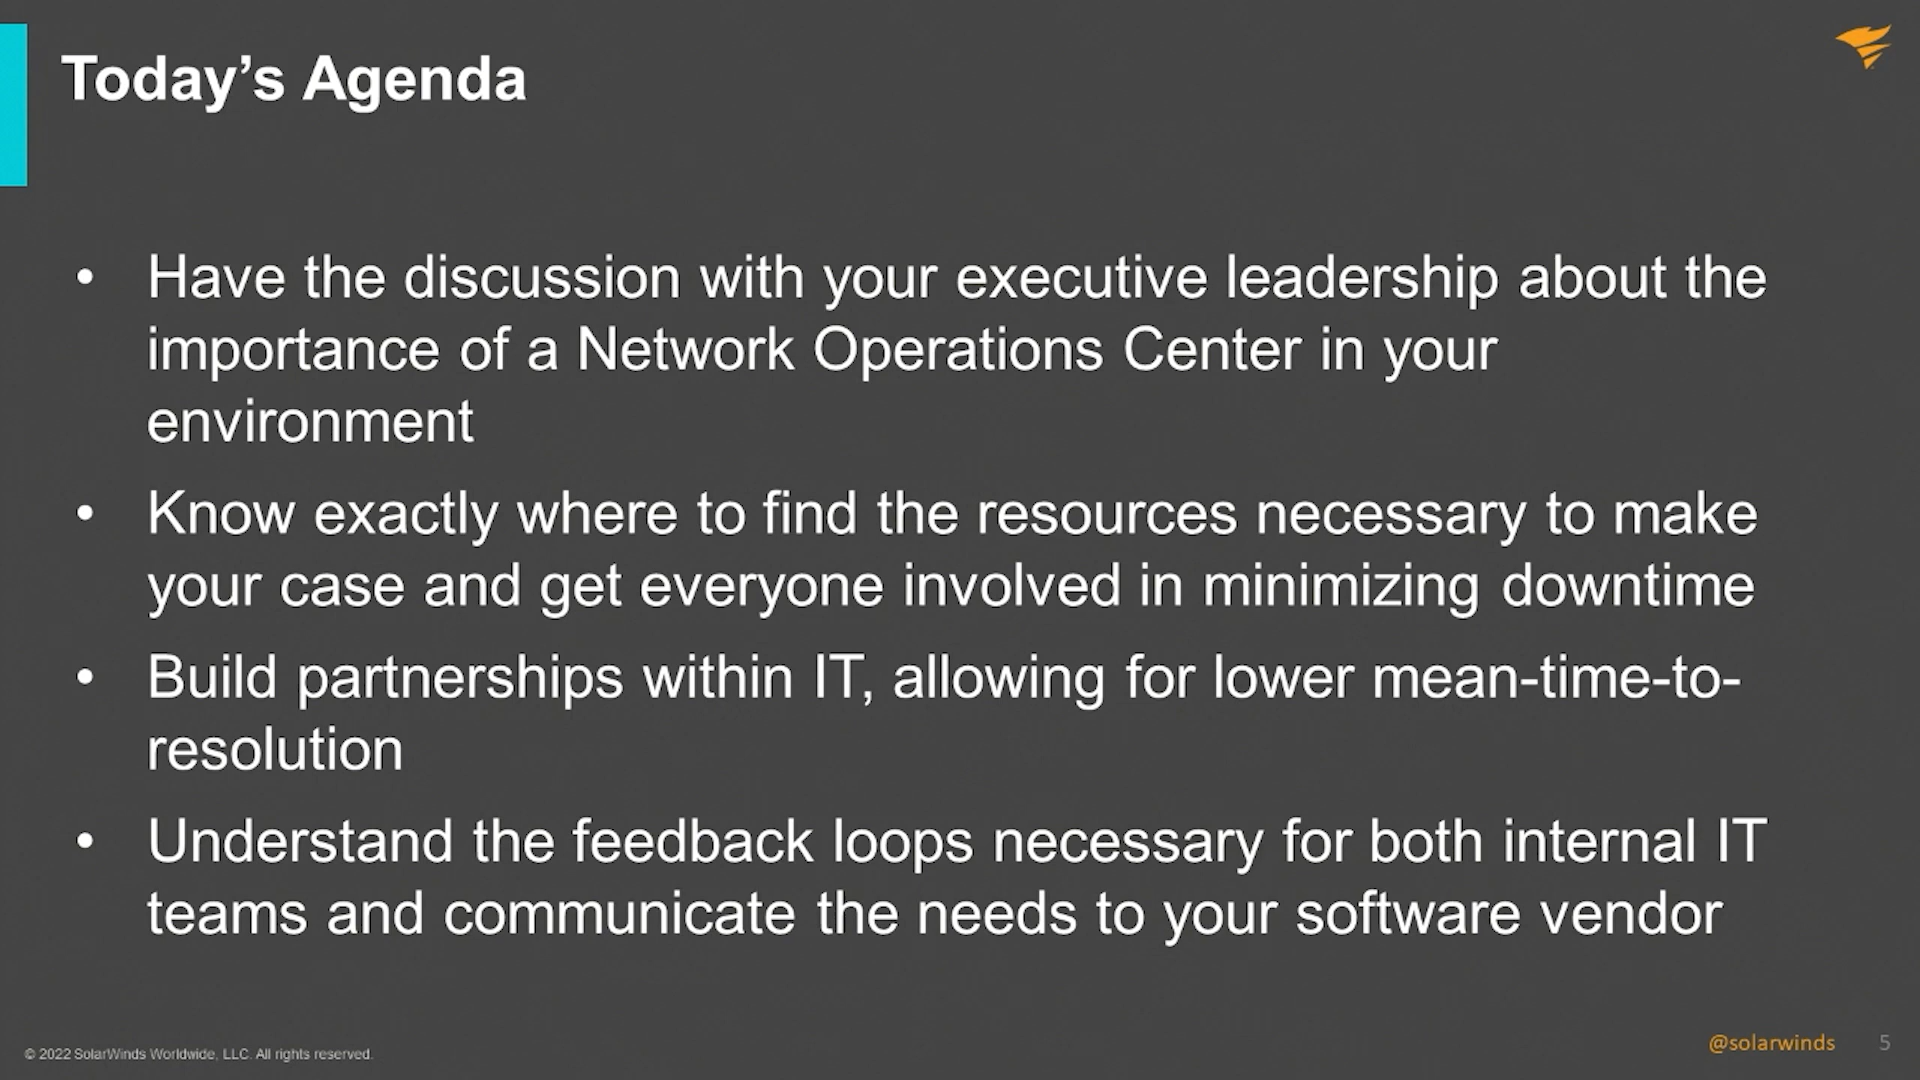 Today’s Agenda
• Have the discussion with your executive leadership about the
importance of a Network Operations Center in your
environment
• Know exactly where to find the resources necessary to make
your case and get everyone involved in minimizing downtime
• Build partnerships within IT, allowing for lower mean-time-to-
resolution
• Understand the feedback loops necessary for both internal IT
teams and communicate the needs to your software vendor
© 2022 SolarWinds Worldwide, LLC. All rights reserved.
@solarwinds 5